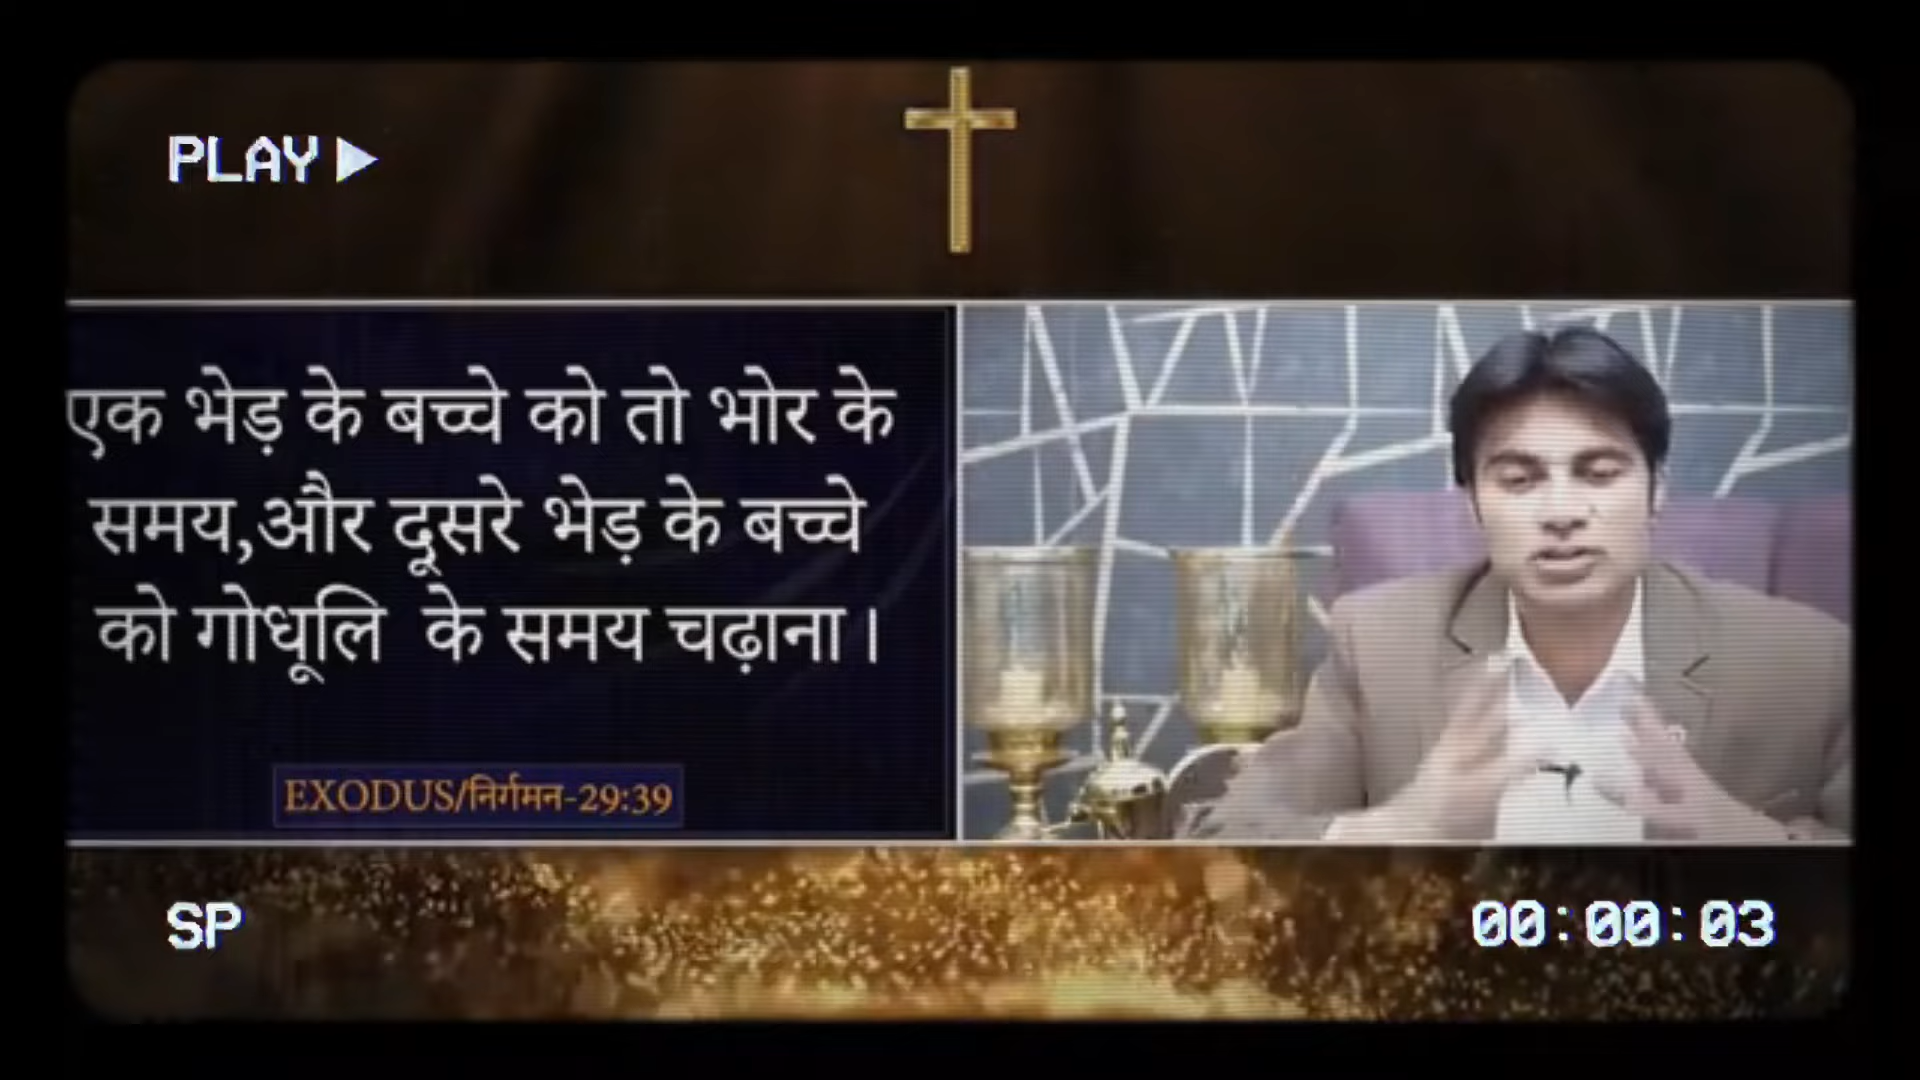 PLAY ▶
एक भेड़ के बच्चे को तो भोर के
समय,और दूसरे भेड़ के बच्चे
को गोधूलि के समय चढ़ाना।
EXODUS/निर्गमन-29:39
SP
00:00:03